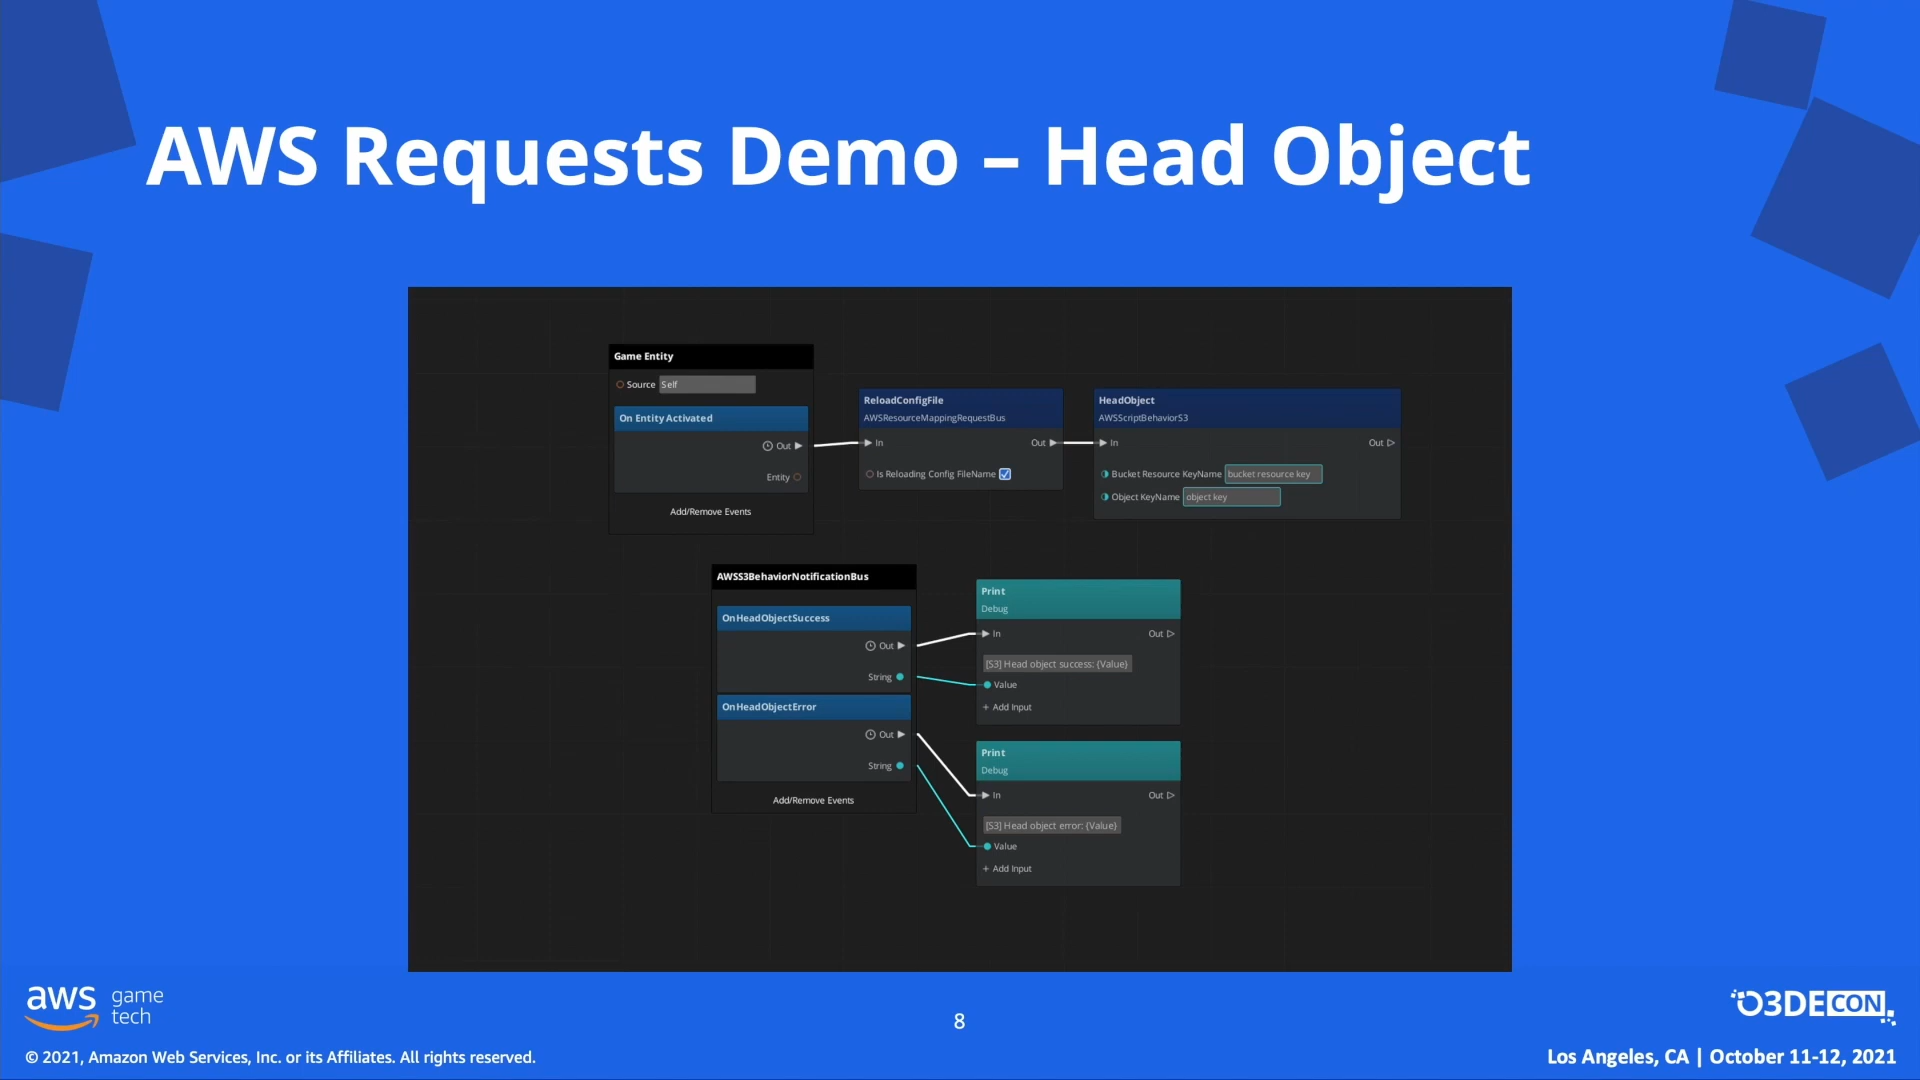 AWS Requests Demo – Head Object
Game Entity
Source Self
On Entity Activated
Out
Entity
Add/Remove Events
ReloadConfigFile
AWSResourceMappingRequestBus
In Out
Is Reloading Config FileName
HeadObject
AWSScriptBehaviorS3
In Out
Bucket Resource KeyName bucket resource key
Object KeyName object key
AWSS3BehaviorNotificationBus
OnHeadObjectSuccess
Out
String
OnHeadObjectError
Out
String
Add/Remove Events
Print
Debug
In Out
[S3] Head object success: {Value}
Value
+ Add Input
Print
Debug
In Out
[S3] Head object error: {Value}
Value
+ Add Input
aws game tech
8
O3DECON
© 2021, Amazon Web Services, Inc. or its Affiliates. All rights reserved.
Los Angeles, CA | October 11-12, 2021